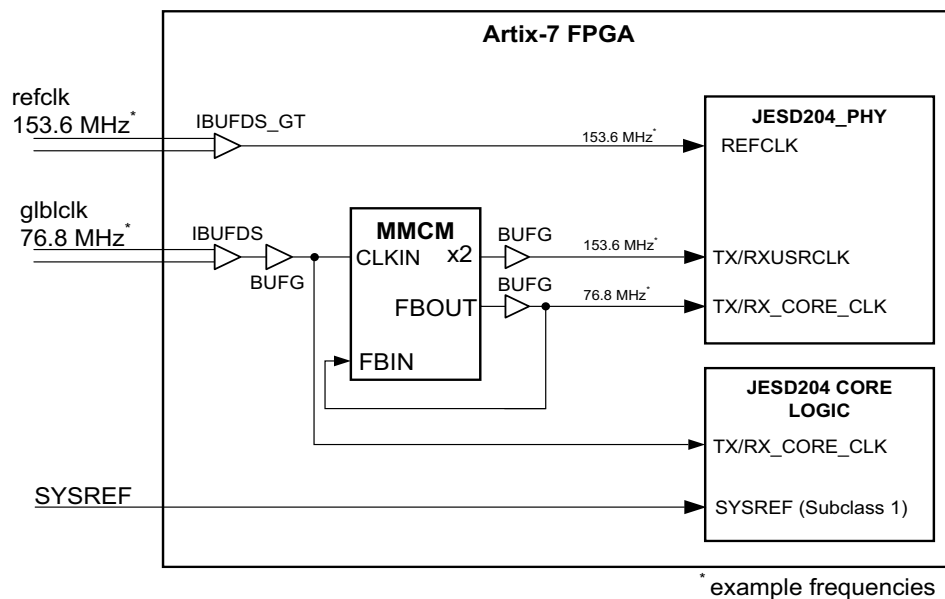 Artix-7 FPGA
refclk
153.6 MHz*
IBUFDS_GT
153.6 MHz*
JESD204_PHY
REFCLK
glblclk
76.8 MHz*
IBUFDS
BUFG
MMCM
CLKIN
x2
FBOUT
FBIN
BUFG
153.6 MHz*
BUFG
76.8 MHz*
TX/RXUSRCLK
TX/RX_CORE_CLK
JESD204 CORE
LOGIC
TX/RX_CORE_CLK
SYSREF
SYSREF (Subclass 1)
* example frequencies